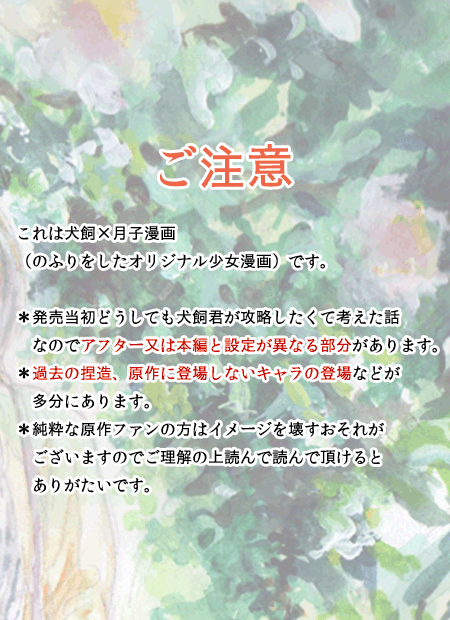 ご注意
これは犬飼×月子漫画
（のふりをしたオリジナル少女漫画）です。
＊発売当初どうしても犬飼君が攻略したくて考えた話
なのでアフター又は本編と設定が異なる部分があります。
＊過去の捏造、原作に登場しないキャラの登場などが
多分にあります。
＊純粋な原作ファンの方はイメージを壊すおそれが
ございますのでご理解の上読んで読んで頂けると
ありがたいです。